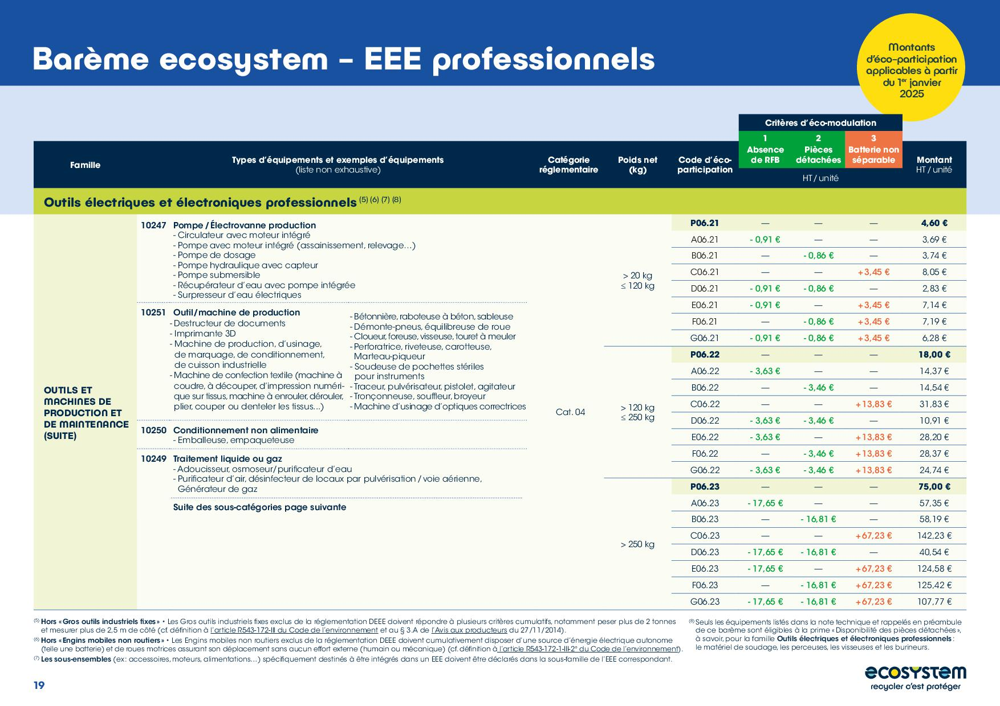 Barème ecosystem – EEE professionnels
Montants
d'éco-participation
applicables à partir
du 1er janvier
2025
Critères d'éco-modulation
Famille
Types d'équipements et exemples d'équipements
(liste non exhaustive)
Catégorie
réglementaire
Poids net
(kg)
Code d'éco-
participation
1
Absence
de RFB
2
Pièces
détachées
3
Batterie non
séparable
HT / unité
Montant
HT / unité
Outils électriques et électroniques professionnels (5) (6) (7) (8)
OUTILS ET
MACHINES DE
PRODUCTION ET
DE MAINTENANCE
(SUITE)
10247 Pompe / Électrovanne production
- Circulateur avec moteur intégré
- Pompe avec moteur intégré (assainissement, relevage…)
- Pompe de dosage
- Pompe hydraulique avec capteur
- Pompe submersible
- Récupérateur d'eau avec pompe intégrée
- Surpresseur d'eau électriques
10251 Outil/machine de production
- Destructeur de documents
- Imprimante 3D
- Machine de production, d'usinage,
de marquage, de conditionnement,
de cuisson industrielle
- Machine de confection textile (machine à
coudre, à découper, d'impression numéri-
que sur tissus, machine à enrouler, dérouler,
plier, couper ou denteler les tissus...)
- Bétonnière, raboteuse à béton, sableuse
- Démonte-pneus, équilibreuse de roue
- Cloueur, foreuse, visseuse, touret à meuler
- Perforatrice, riveteuse, carotteuse,
Marteau-piqueur
- Soudeuse de pochettes stériles
pour instruments
- Traceur, pulvérisateur, pistolet, agitateur
- Tronçonneuse, souffleur, broyeur
- Machine d'usinage d'optiques correctrices
10250 Conditionnement non alimentaire
- Emballeuse, empaqueteuse
10249 Traitement liquide ou gaz
- Adoucisseur, osmoseur/purificateur d'eau
- Purificateur d'air, désinfecteur de locaux par pulvérisation / voie aérienne,
Générateur de gaz
Suite des sous-catégories page suivante
Cat. 04
> 20 kg
≤ 120 kg
P06.21 — — — 4,60 €
A06.21 - 0,91 € — — 3,69 €
B06.21 — - 0,86 € — 3,74 €
C06.21 — — + 3,45 € 8,05 €
D06.21 - 0,91 € - 0,86 € — 2,83 €
E06.21 - 0,91 € — + 3,45 € 7,14 €
F06.21 — - 0,86 € + 3,45 € 7,19 €
G06.21 - 0,91 € - 0,86 € + 3,45 € 6,28 €
> 120 kg
≤ 250 kg
P06.22 — — — 18,00 €
A06.22 - 3,63 € — — 14,37 €
B06.22 — - 3,46 € — 14,54 €
C06.22 — — + 13,83 € 31,83 €
D06.22 - 3,63 € - 3,46 € — 10,91 €
E06.22 - 3,63 € — + 13,83 € 28,20 €
F06.22 — - 3,46 € + 13,83 € 28,37 €
G06.22 - 3,63 € - 3,46 € + 13,83 € 24,74 €
> 250 kg
P06.23 — — — 75,00 €
A06.23 - 17,65 € — — 57,35 €
B06.23 — - 16,81 € — 58,19 €
C06.23 — — + 67,23 € 142,23 €
D06.23 - 17,65 € - 16,81 € — 40,54 €
E06.23 - 17,65 € — + 67,23 € 124,58 €
F06.23 — - 16,81 € + 67,23 € 125,42 €
G06.23 - 17,65 € - 16,81 € + 67,23 € 107,77 €
(5) Hors « Gros outils industriels fixes » • Les Gros outils industriels fixes exclus de la réglementation DEEE doivent répondre à plusieurs critères cumulatifs, notamment peser plus de 2 tonnes
et mesurer plus de 2,5 m de côté (cf. définition à l'article R543-172-III du Code de l'environnement et au § 3.A de l'Avis aux producteurs du 27/11/2014).
(6) Hors « Engins mobiles non routiers » • Les Engins mobiles non routiers exclus de la réglementation DEEE doivent cumulativement disposer d'une source d'énergie électrique autonome
(telle une batterie) et de roues motrices assurant son déplacement sans aucun effort externe (humain ou mécanique) (cf. définition à l'article R543-172-1-III-2° du Code de l'environnement).
(7) Les sous-ensembles (ex : accessoires, moteurs, alimentations…) spécifiquement destinés à être intégrés dans un EEE doivent être déclarés dans la sous-famille de l'EEE correspondant.
(8) Seuls les équipements listés dans la note technique et rappelés en préambule
de ce barème sont éligibles à la prime « Disponibilité des pièces détachées »,
à savoir, pour la famille Outils électriques et électroniques professionnels :
le matériel de soudage, les perceuses, les visseuses et les burineurs.
19
ecosystem
recycler c'est protéger